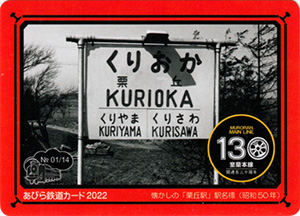 くりおか
栗丘
KURIOKA
くりやま くりさわ
KURIYAMA KURISAWA
№ 01/14
MURORAN
MAIN LINE
130
室蘭本線
あびら鉄道カード2022
懐かしの「栗丘駅」駅名標（昭和50年）